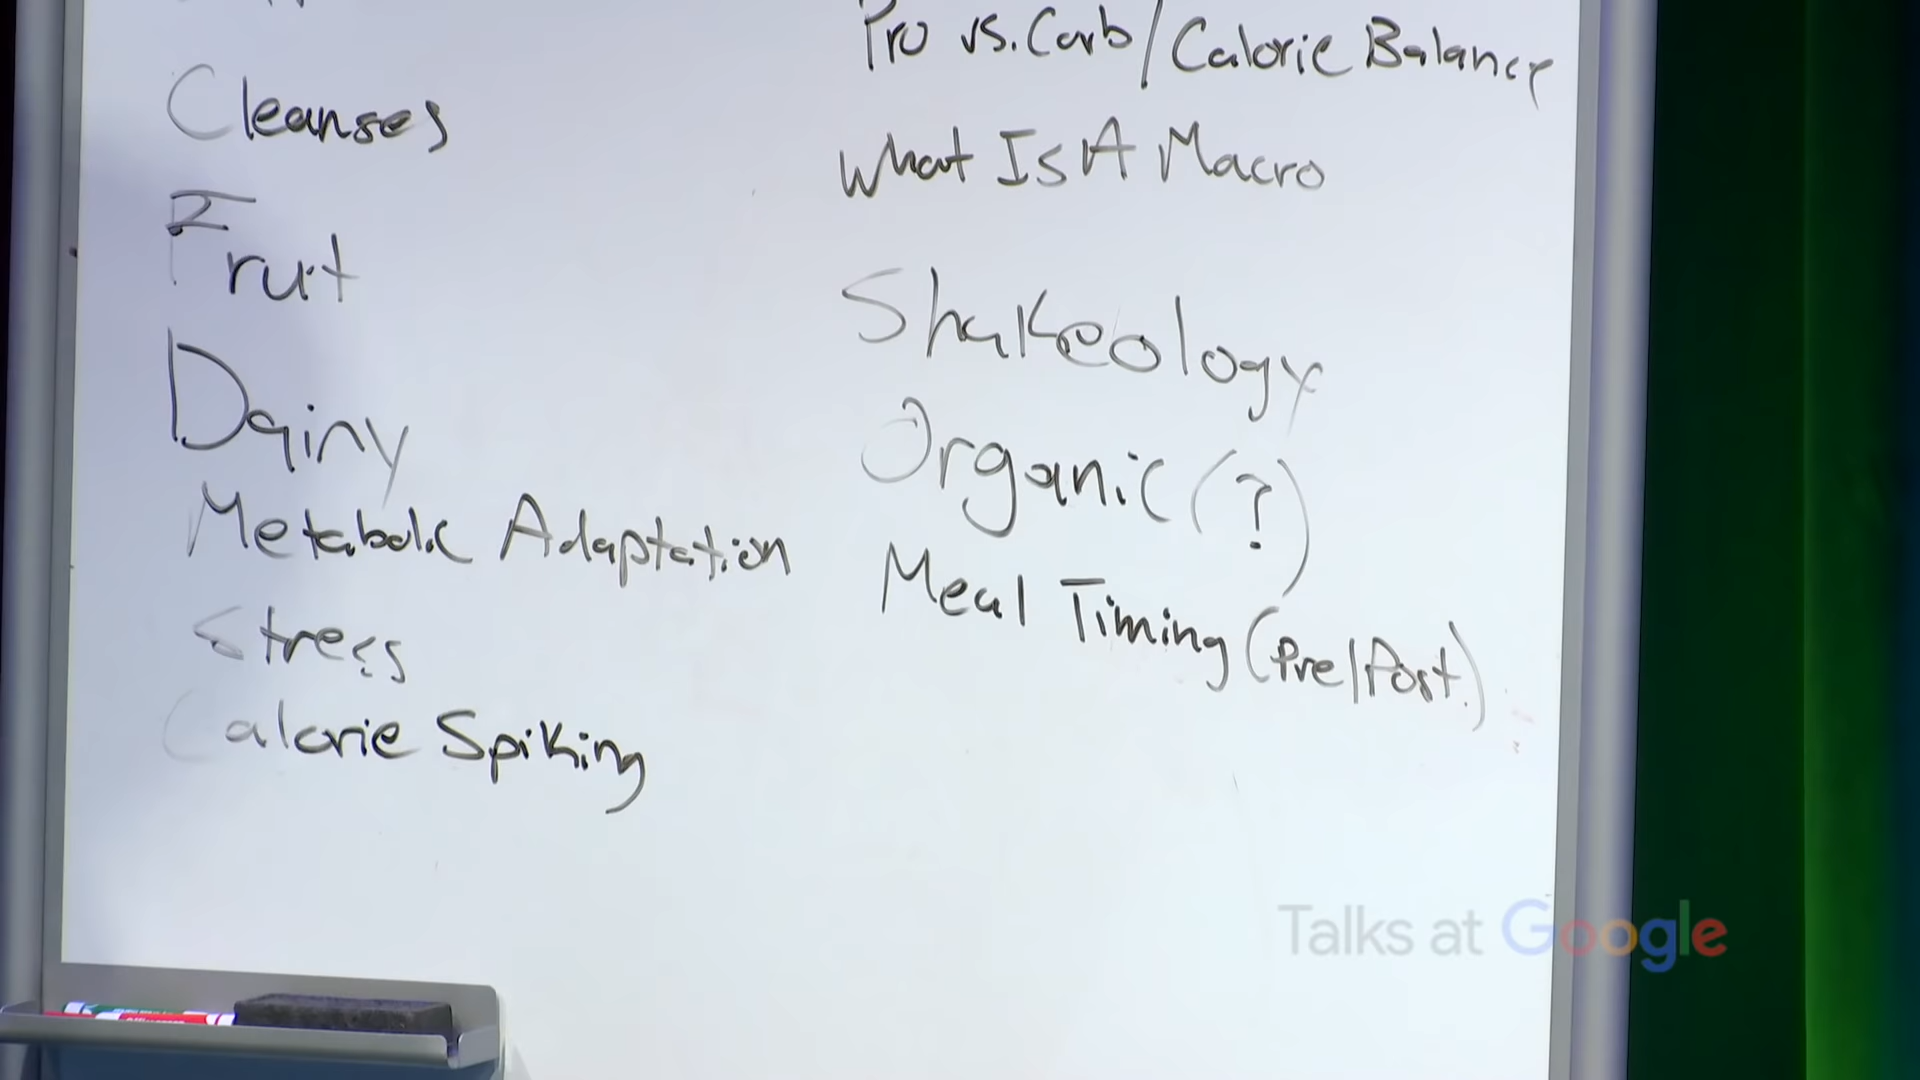 Cleanses
Fruit
Dairy
Metabolic Adaptation
Stress
Calorie Spiking
Pro vs. Carb/Calorie Balance
What Is A Macro
Shakeology
Organic (?)
Meal Timing (Pre/Post)
Talks at Google